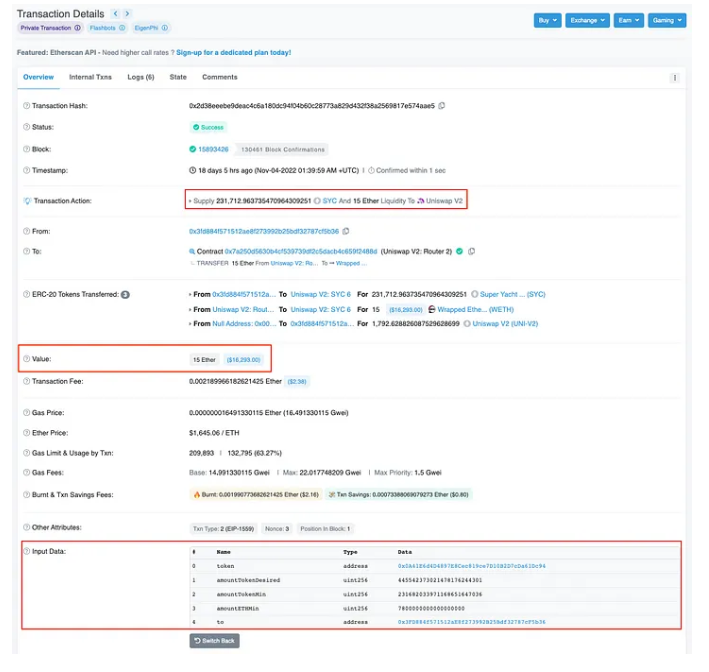 Transaction Details < >
Private Transaction Flashbots EigenPhi
Buy Exchange Earn Gaming
Featured: Etherscan API - Need higher call rates ? Sign-up for a dedicated plan today!
Overview Internal Txns Logs (6) State Comments
Transaction Hash: 0x2d38eeebe9deac4c6a180dc94f04b60c28773a829d432f38a2569817e574aae5
Status: Success
Block: 15893426 130461 Block Confirmations
Timestamp: 18 days 5 hrs ago (Nov-04-2022 01:39:59 AM +UTC) | Confirmed within 1 sec
Transaction Action: Supply 231,712.963735470964309251 SYC And 15 Ether Liquidity To Uniswap V2
From: 0x3fd884f571512ae8f273992b25bdf32787cf5b36
To: Contract 0x7a250d5630b4cf539739df2c5dacb4c659f2488d (Uniswap V2: Router 2)
TRANSFER 15 Ether From Uniswap V2: Ro... To → Wrapped ...
ERC-20 Tokens Transferred: 3 From 0x3fd884f571512a... To Uniswap V2: SYC 6 For 231,712.963735470964309251 Super Yacht ... (SYC)
From Uniswap V2: Rout... To Uniswap V2: SYC 6 For 15 ($16,293.00) Wrapped Ethe... (WETH)
From Null Address: 0x00... To 0x3fd884f571512a... For 1,792.628826087529628699 Uniswap V2 (UNI-V2)
Value: 15 Ether ($16,293.00)
Transaction Fee: 0.002189966182621425 Ether ($2.38)
Gas Price: 0.000000016491330115 Ether (16.491330115 Gwei)
Ether Price: $1,645.06 / ETH
Gas Limit & Usage by Txn: 209,893 | 132,795 (63.27%)
Gas Fees: Base: 14.991330115 Gwei | Max: 22.017748209 Gwei | Max Priority: 1.5 Gwei
Burnt & Txn Savings Fees: Burnt: 0.001990773682621425 Ether ($2.16) Txn Savings: 0.00073388069079273 Ether ($0.80)
Other Attributes: Txn Type: 2 (EIP-1559) Nonce: 3 Position In Block: 1
Input Data: # Name Type Data
0 token address
1 amountTokenDesired uint256
2 amountTokenMin uint256
3 amountETHMin uint256
4 to address 0x3FD884f571512aE8f273992B25Bdf32787cF5b36
Switch Back